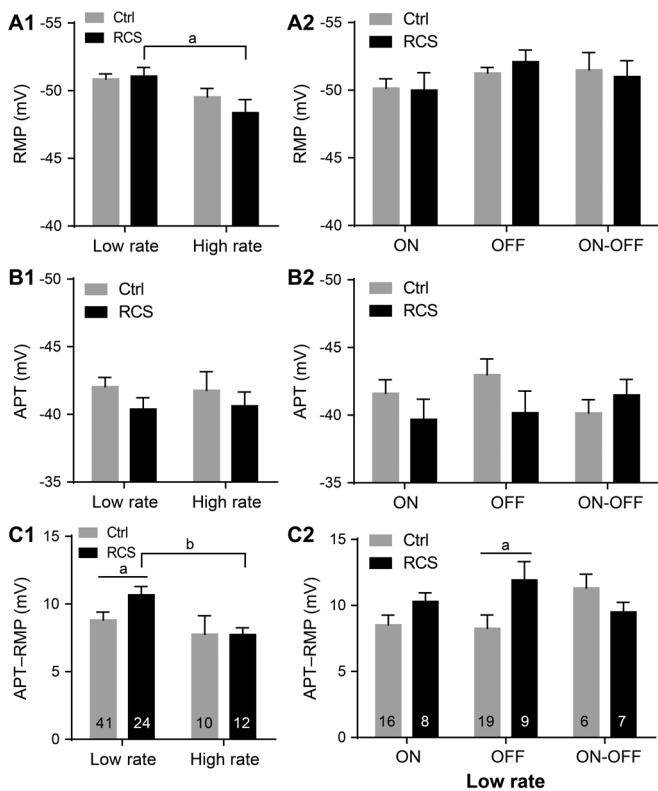 A1
-55
Ctrl
RCS
a
-50
RMP (mV)
-45
-40
Low rate High rate
A2
-55
Ctrl
RCS
-50
RMP (mV)
-45
-40
ON OFF ON-OFF
B1
-50
Ctrl
RCS
-45
APT (mV)
-40
-35
Low rate High rate
B2
-50
Ctrl
RCS
-45
APT (mV)
-40
-35
ON OFF ON-OFF
C1
15
Ctrl
RCS
b
a
10
APT–RMP (mV)
5
41 24 10 12
0
Low rate High rate
C2
15
Ctrl
RCS
a
10
APT–RMP (mV)
5
16 8 19 9 6 7
0
ON OFF ON-OFF
Low rate